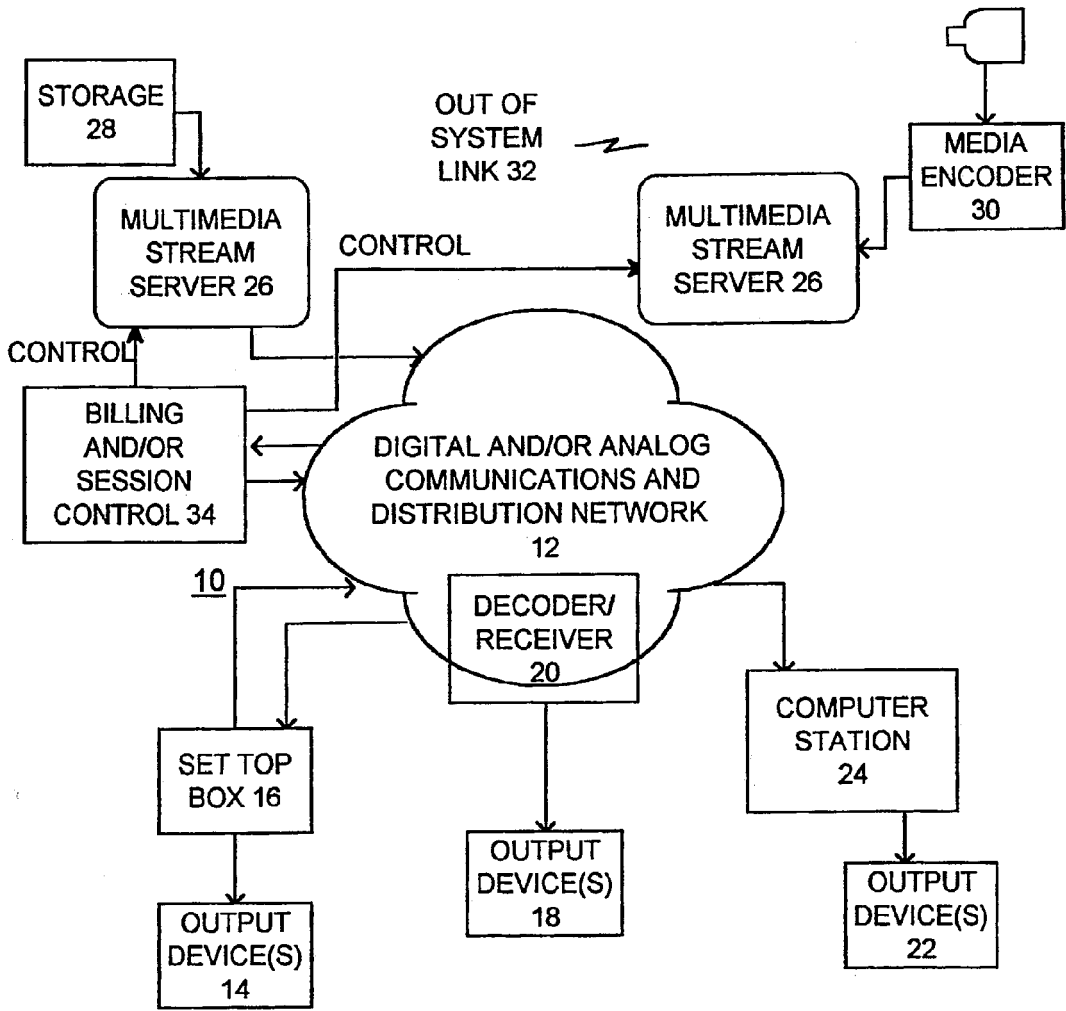 STORAGE
28
OUT OF
SYSTEM
LINK 32
MEDIA
ENCODER
30
MULTIMEDIA
STREAM
SERVER 26
CONTROL
MULTIMEDIA
STREAM
SERVER 26
CONTROL
BILLING
AND/OR
SESSION
CONTROL 34
DIGITAL AND/OR ANALOG
COMMUNICATIONS AND
DISTRIBUTION NETWORK
12
10
DECODER/
RECEIVER
20
SET TOP
BOX 16
COMPUTER
STATION
24
OUTPUT
DEVICE(S)
14
OUTPUT
DEVICE(S)
18
OUTPUT
DEVICE(S)
22